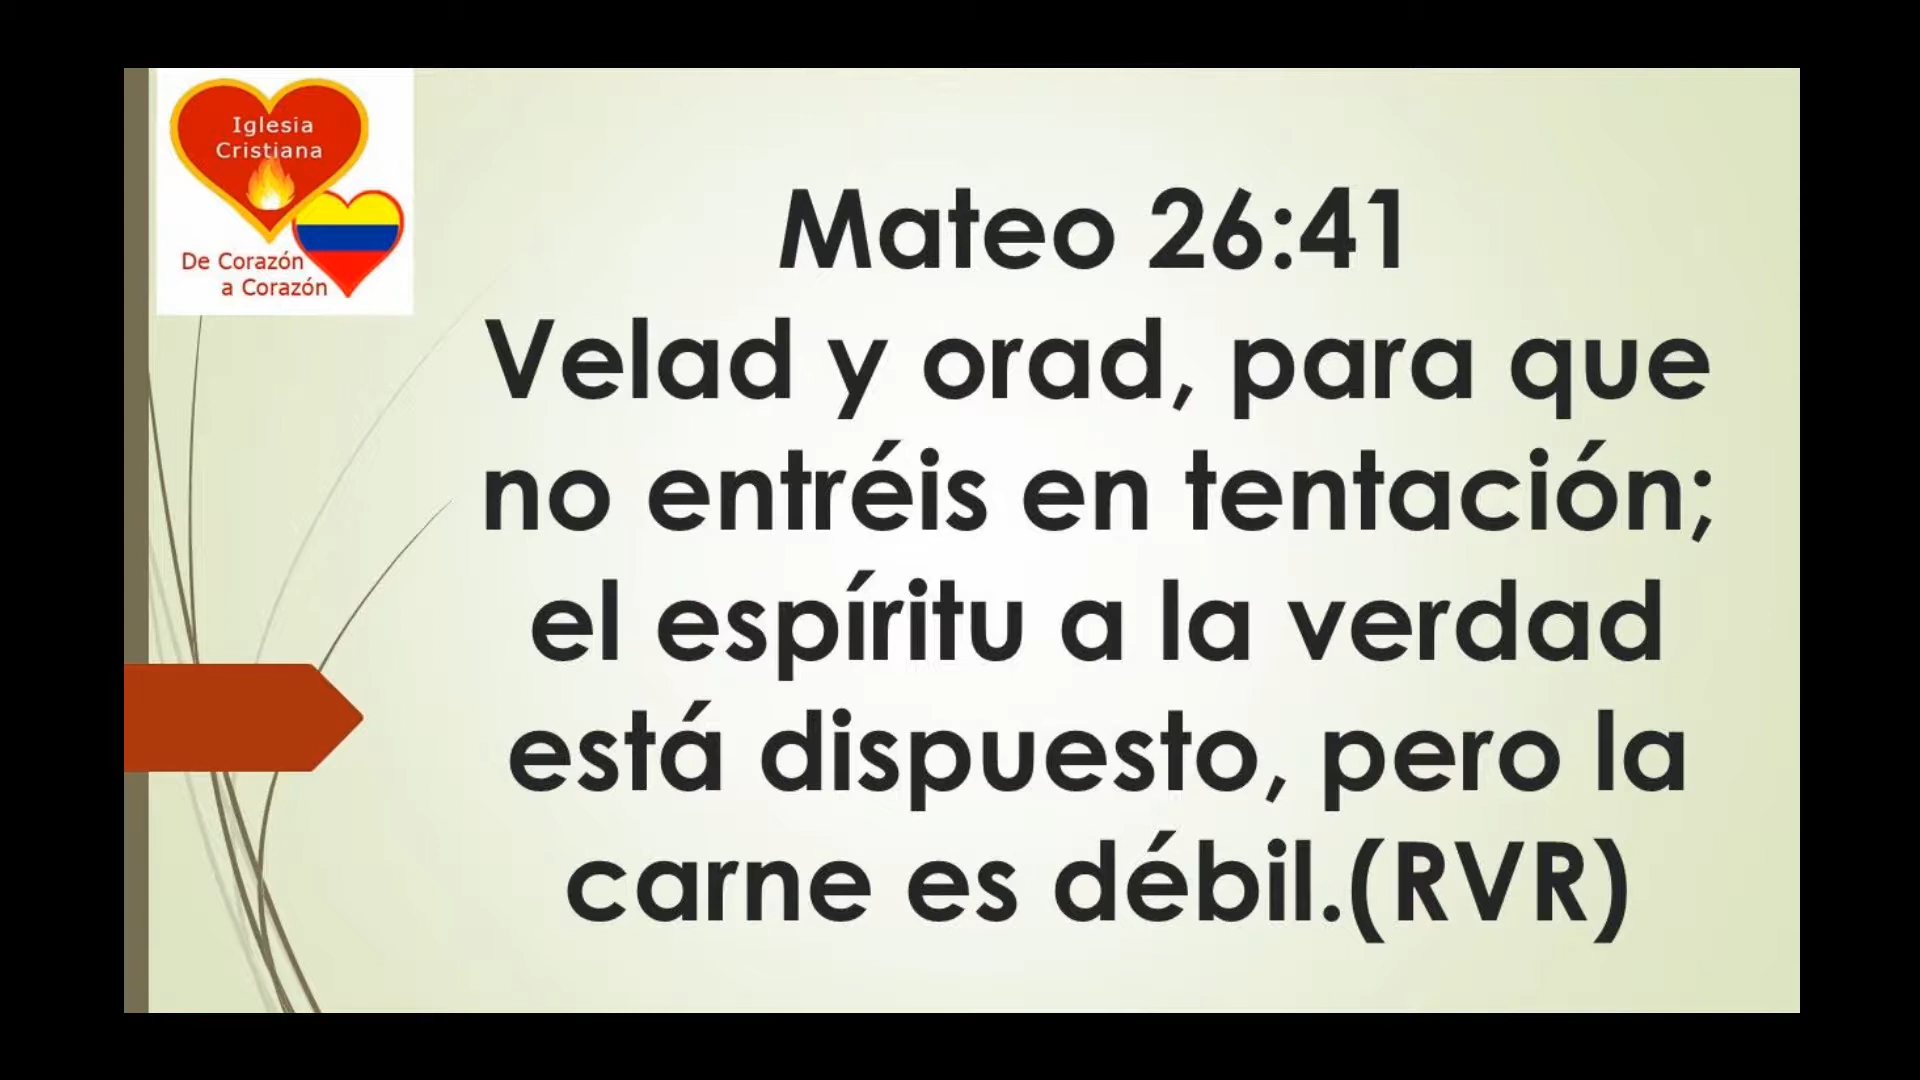 Iglesia
Cristiana
De Corazón
a Corazón
Mateo 26:41
Velad y orad, para que
no entréis en tentación;
el espíritu a la verdad
está dispuesto, pero la
carne es débil.(RVR)